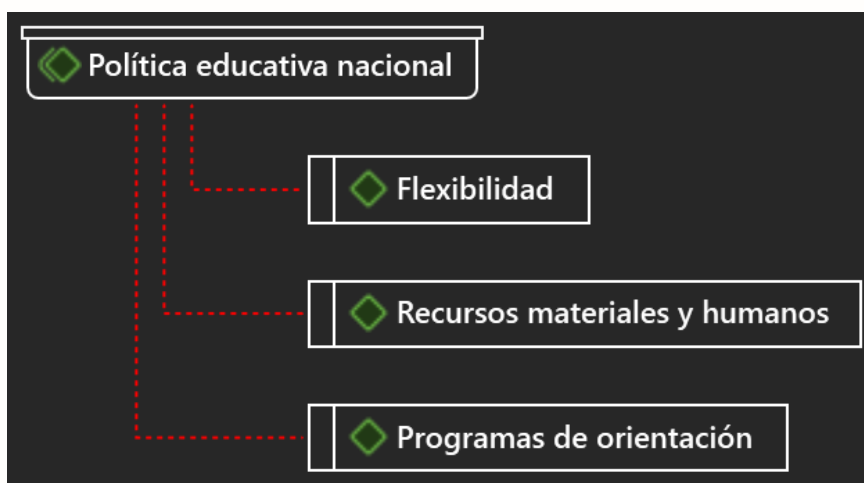 Política educativa nacional
Flexibilidad
Recursos materiales y humanos
Programas de orientación